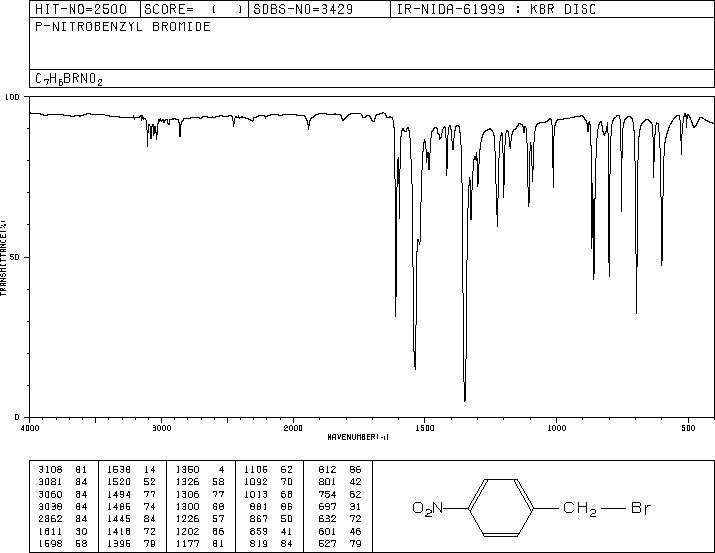 HIT-NO=2500 SCORE= ( ) SDBS-NO=3429 IR-NIDA-61999 : KBR DISC
P-NITROBENZYL BROMIDE
C7H6BRNO2
100
50
0
TRANSMITTANCE(%)
4000 3000 2000 1500 1000 500
WAVENUMBER(-1)
3108 81 1538 14 1350 4 1106 62 812 86
3081 84 1520 52 1326 58 1092 70 801 42
3060 84 1494 77 1306 77 1013 68 754 62
3038 84 1486 74 1300 68 881 86 697 31
2862 84 1445 84 1226 57 867 50 632 72
1611 30 1418 72 1202 66 859 41 601 46
1598 58 1395 79 1177 81 819 84 527 79
O2N CH2 Br